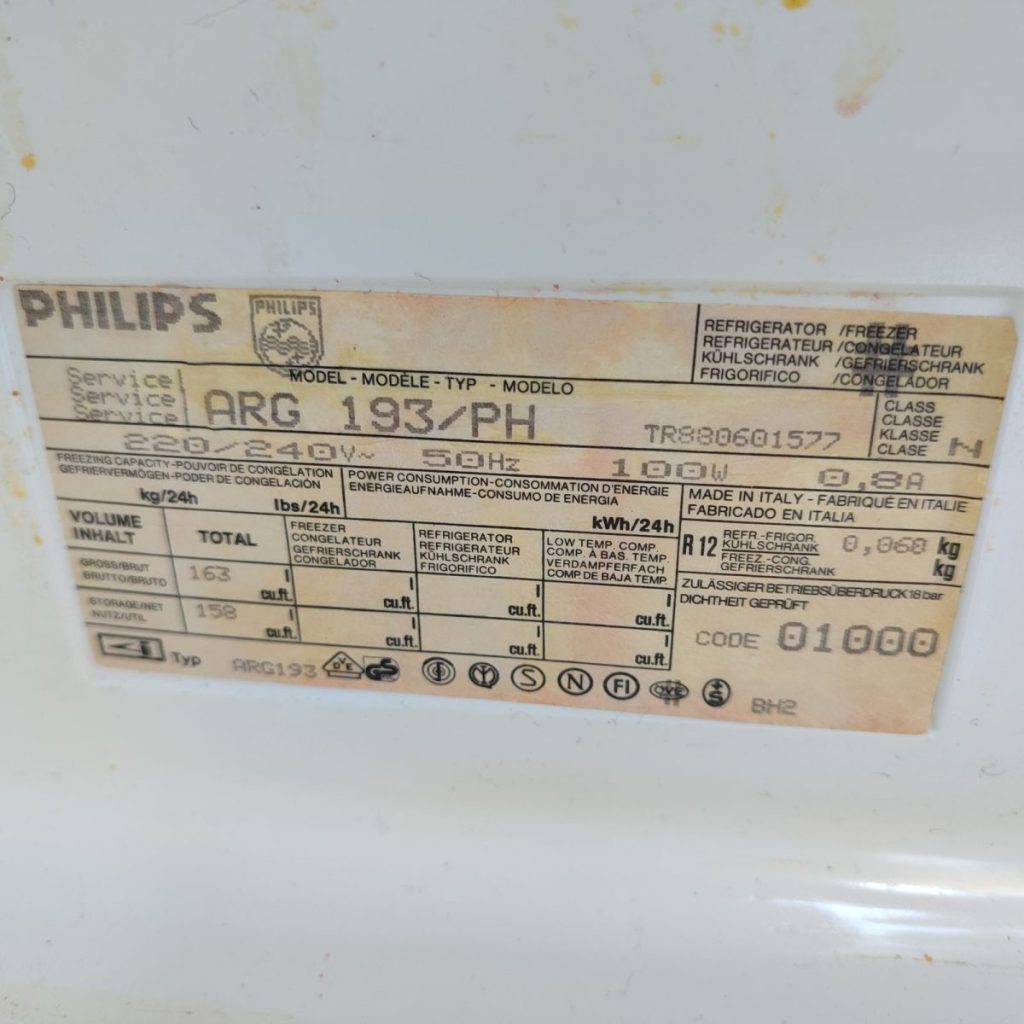 PHILIPS PHILIPS
REFRIGERATOR /FREEZER
REFRIGERATEUR /CONGELATEUR
KÜHLSCHRANK /GEFRIERSCHRANK
FRIGORIFICO /CONGELADOR
Service
Service
Service
MODEL - MODÈLE - TYP - MODELO
ARG 193/PH TR880601577
CLASS
CLASSE
KLASSE
CLASE N
220/240V~ 50Hz 100W 0,8A
FREEZING CAPACITY-POUVOIR DE CONGÉLATION
GEFRIERVERMÖGEN-PODER DE CONGELACIÓN
kg/24h lbs/24h
POWER CONSUMPTION-CONSOMMATION D'ENERGIE
ENERGIEAUFNAHME-CONSUMO DE ENERGIA
kWh/24h
MADE IN ITALY - FABRIQUÉ EN ITALIE
FABRICADO EN ITALIA
VOLUME
INHALT
TOTAL
FREEZER
CONGELATEUR
GEFRIERSCHRANK
CONGELADOR
REFRIGERATOR
REFRIGERATEUR
KÜHLSCHRANK
FRIGORIFICO
LOW TEMP. COMP.
COMP. À BAS. TEMP.
VERDAMPFERFACH
COMP. DE BAJA TEMP.
R 12
REFR.-FRIGOR.
KÜHLSCHRANK 0,060 kg
FREEZ.-CONG.
GEFRIERSCHRANK kg
GROSS/BRUT
BRUTTO/BRUTO
163 l l l l
cu.ft. cu.ft. cu.ft. cu.ft.
STORAGE/NET
NUTZ/UTIL
158 l l l l
cu.ft. cu.ft. cu.ft. cu.ft.
ZULÄSSIGER BETRIEBSÜBERDRUCK 18 bar
DICHTHEIT GEPRÜFT
CODE 01000
Typ ARG193 DVE GS S N FI OVE +S BH2